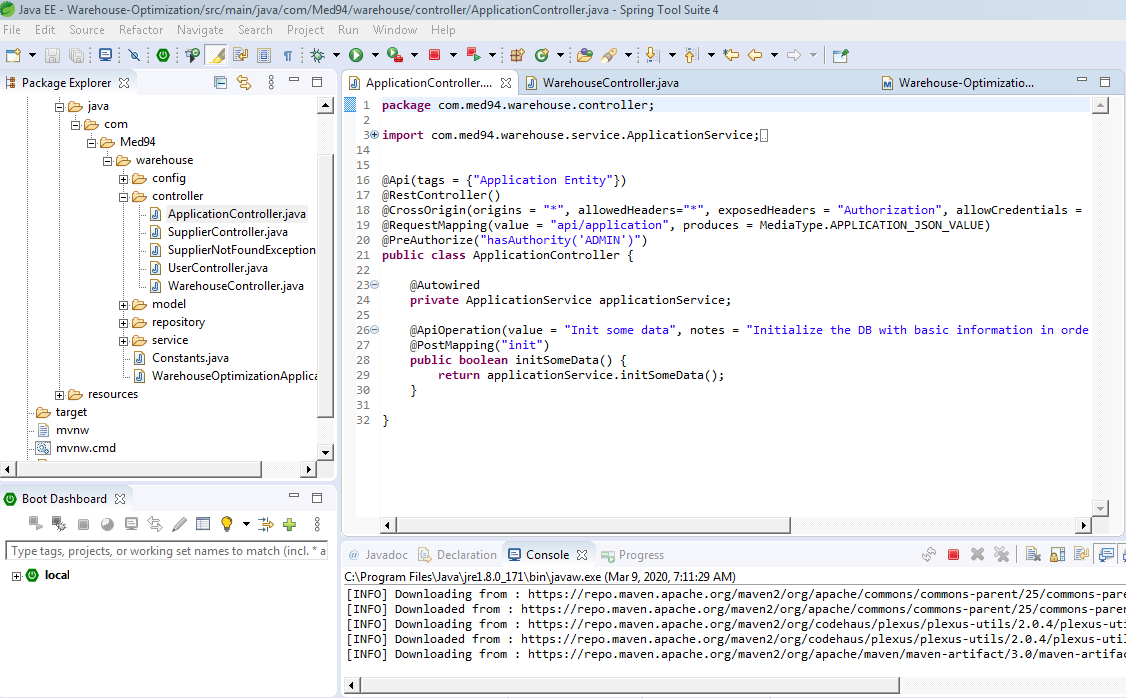 Java EE - Warehouse-Optimization/src/main/java/com/Med94/warehouse/controller/ApplicationController.java - Spring Tool Suite 4
File Edit Source Refactor Navigate Search Project Run Window Help
Package Explorer
java
com
Med94
warehouse
config
controller
ApplicationController.java
SupplierController.java
SupplierNotFoundException
UserController.java
WarehouseController.java
model
repository
service
Constants.java
WarehouseOptimizationApplica
resources
target
mvnw
mvnw.cmd
ApplicationController.... WarehouseController.java Warehouse-Optimizatio...
1 package com.med94.warehouse.controller;
2
3 import com.med94.warehouse.service.ApplicationService;
14
15
16 @Api(tags = {"Application Entity"})
17 @RestController()
18 @CrossOrigin(origins = "*", allowedHeaders="*", exposedHeaders = "Authorization", allowCredentials =
19 @RequestMapping(value = "api/application", produces = MediaType.APPLICATION_JSON_VALUE)
20 @PreAuthorize("hasAuthority('ADMIN')")
21 public class ApplicationController {
22
23 @Autowired
24 private ApplicationService applicationService;
25
26 @ApiOperation(value = "Init some data", notes = "Initialize the DB with basic information in orde
27 @PostMapping("init")
28 public boolean initSomeData() {
29 return applicationService.initSomeData();
30 }
31
32 }
Boot Dashboard
Type tags, projects, or working set names to match (incl. * a
local
@ Javadoc Declaration Console Progress
C:\Program Files\Java\jre1.8.0_171\bin\javaw.exe (Mar 9, 2020, 7:11:29 AM)
[INFO] Downloading from : https://repo.maven.apache.org/maven2/org/apache/commons/commons-parent/25/commons-pare
[INFO] Downloaded from : https://repo.maven.apache.org/maven2/org/apache/commons/commons-parent/25/commons-parer
[INFO] Downloading from : https://repo.maven.apache.org/maven2/org/codehaus/plexus/plexus-utils/2.0.4/plexus-uti
[INFO] Downloaded from : https://repo.maven.apache.org/maven2/org/codehaus/plexus/plexus-utils/2.0.4/plexus-util
[INFO] Downloading from : https://repo.maven.apache.org/maven2/org/apache/maven/maven-artifact/3.0/maven-artifac